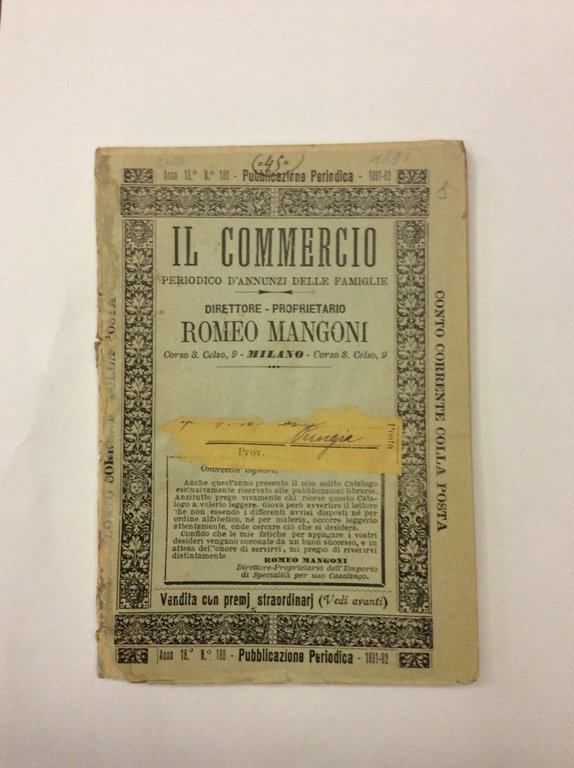 (45=)
1891
Anno 18.º N.º 180 - Pubblicazione Periodica - 1891-92
IL COMMERCIO
PERIODICO D'ANNUNZI DELLE FAMIGLIE
DIRETTORE - PROPRIETARIO
ROMEO MANGONI
Corso S. Celso, 9 - MILANO - Corso S. Celso, 9
Perugia
Posta
Prov.
Onorevole Signore,
Anche quest'anno presento il mio solito Catalogo
esclusivamente riservato alle pubblicazioni librarie.
Anzitutto prego vivamente chi riceve questo Cata-
logo a volerlo leggere. Giova però avvertire il lettore
che non essendo i differenti avvisi disposti né per
ordine alfabetico, né per materia, occorre leggerlo
attentamente, onde cercare ciò che si desidera.
Confido che le mie fatiche per appagare i vostri
desideri vengano coronate da un buon successo, e in
attesa dell'onore di servirvi, mi pregio di riverirvi
distintamente
ROMEO MANGONI
Direttore-Proprietario dell'Emporio
di Specialità per uso Casalingo.
Vendita con premj straordinarj (Vedi avanti)
Anno 18.º N.º 180 - Pubblicazione Periodica - 1891-92
CONTO CORRENTE COLLA POSTA
COLLA POSTA